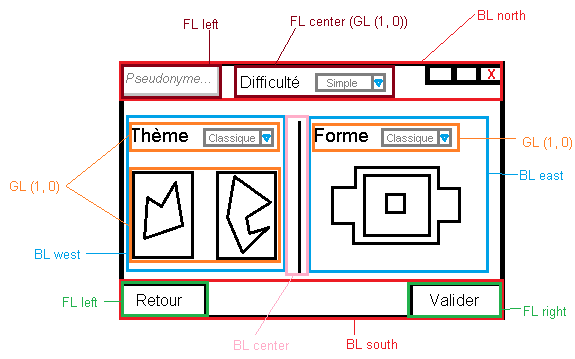 BL north
FL center (GL (1, 0))
FL left
Pseudonyme...
Difficulté
Simple
X
Thème
Classique
Forme
Classique
GL (1, 0)
BL east
GL (1, 0)
BL west
FL left
Retour
Valider
FL right
BL center
BL south